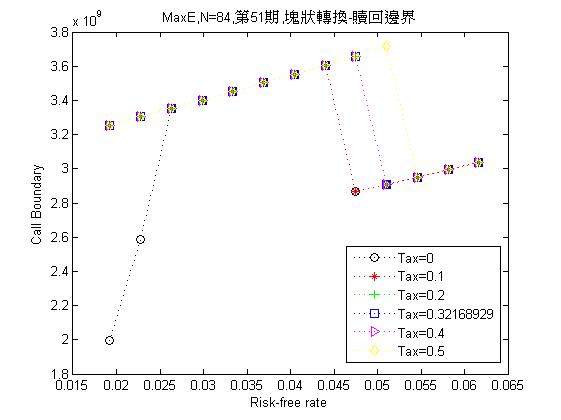 MaxE,N=84,第51期,塊狀轉換-贖回邊界
x 10^9
3.8
3.6
3.4
3.2
3
2.8
2.6
2.4
2.2
2
1.8
Call Boundary
Tax=0
Tax=0.1
Tax=0.2
Tax=0.32168929
Tax=0.4
Tax=0.5
0.015 0.02 0.025 0.03 0.035 0.04 0.045 0.05 0.055 0.06 0.065
Risk-free rate